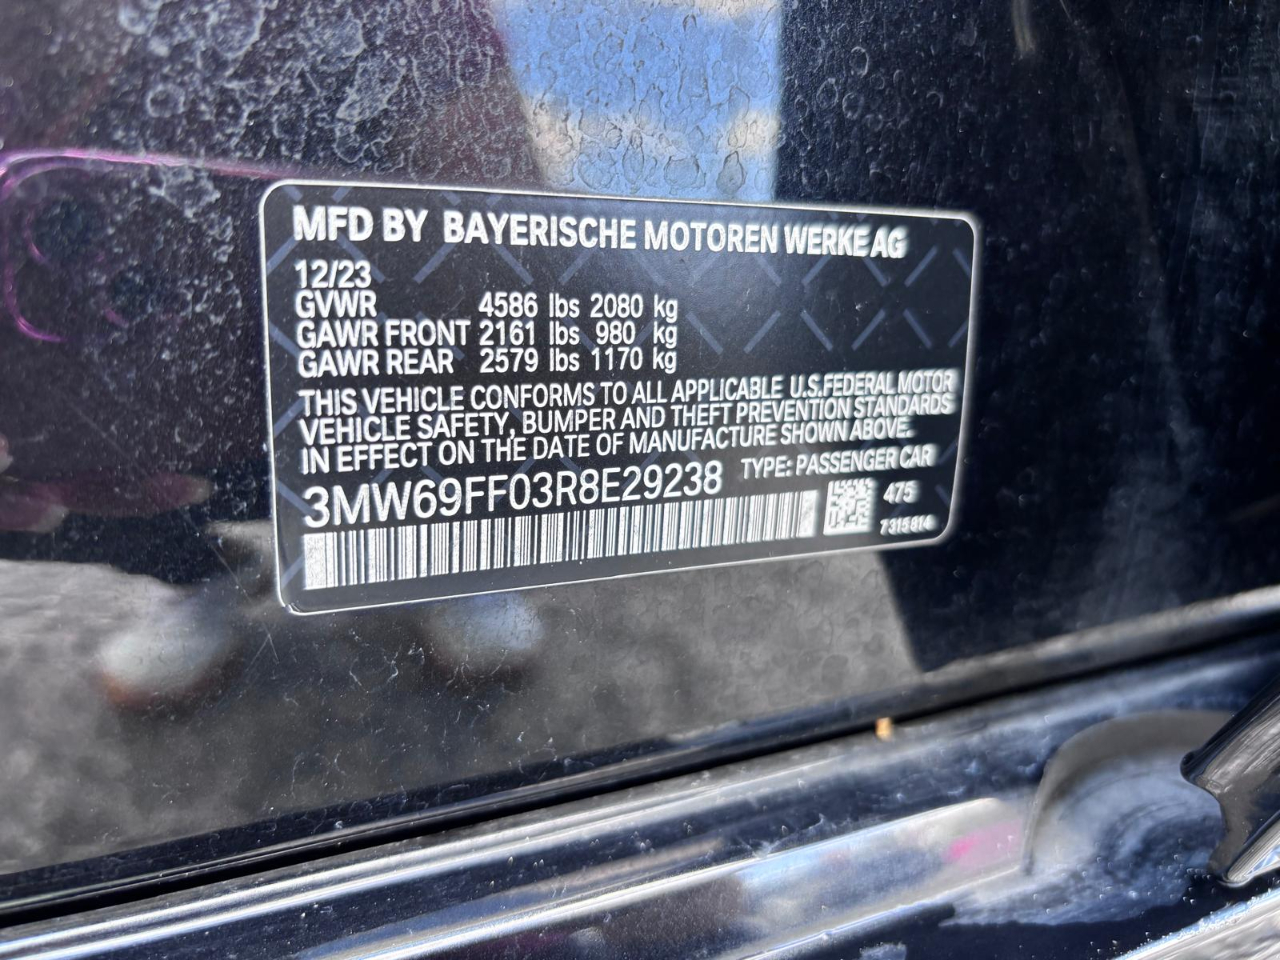 MFD BY BAYERISCHE MOTOREN WERKE AG
12/23
GVWR 4586 lbs 2080 kg
GAWR FRONT 2161 lbs 980 kg
GAWR REAR 2579 lbs 1170 kg
THIS VEHICLE CONFORMS TO ALL APPLICABLE U.S.FEDERAL MOTOR
VEHICLE SAFETY, BUMPER AND THEFT PREVENTION STANDARDS
IN EFFECT ON THE DATE OF MANUFACTURE SHOWN ABOVE.
3MW69FF03R8E29238 TYPE: PASSENGER CAR
475
7315814